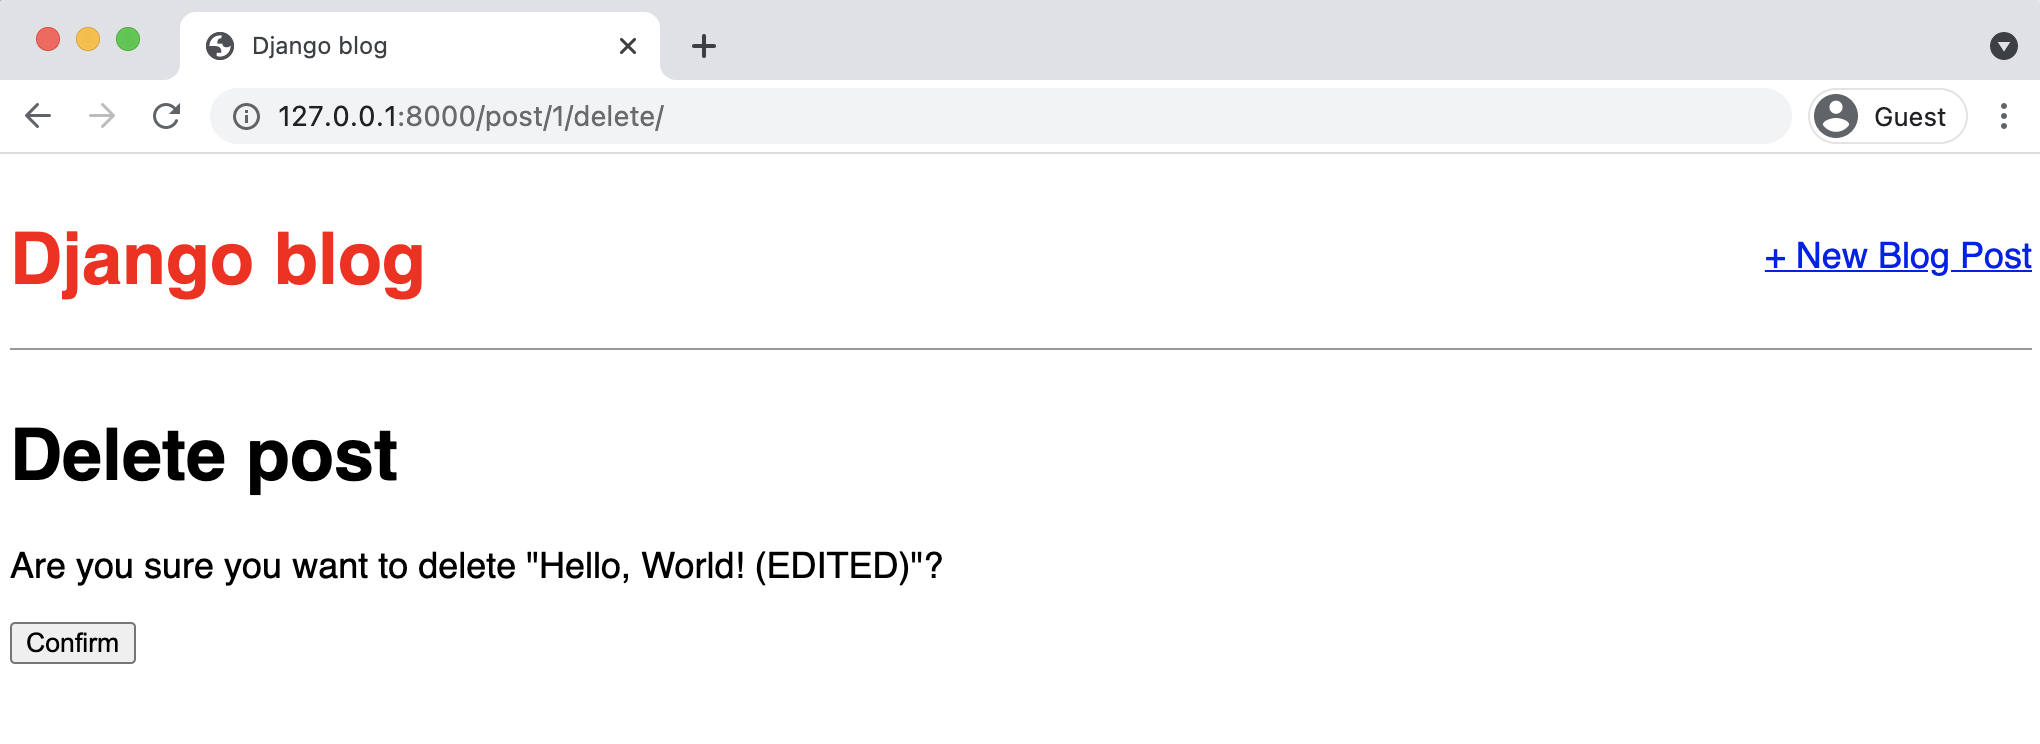 Django blog
127.0.0.1:8000/post/1/delete/
Guest
Django blog
+ New Blog Post
Delete post
Are you sure you want to delete "Hello, World! (EDITED)"?
Confirm